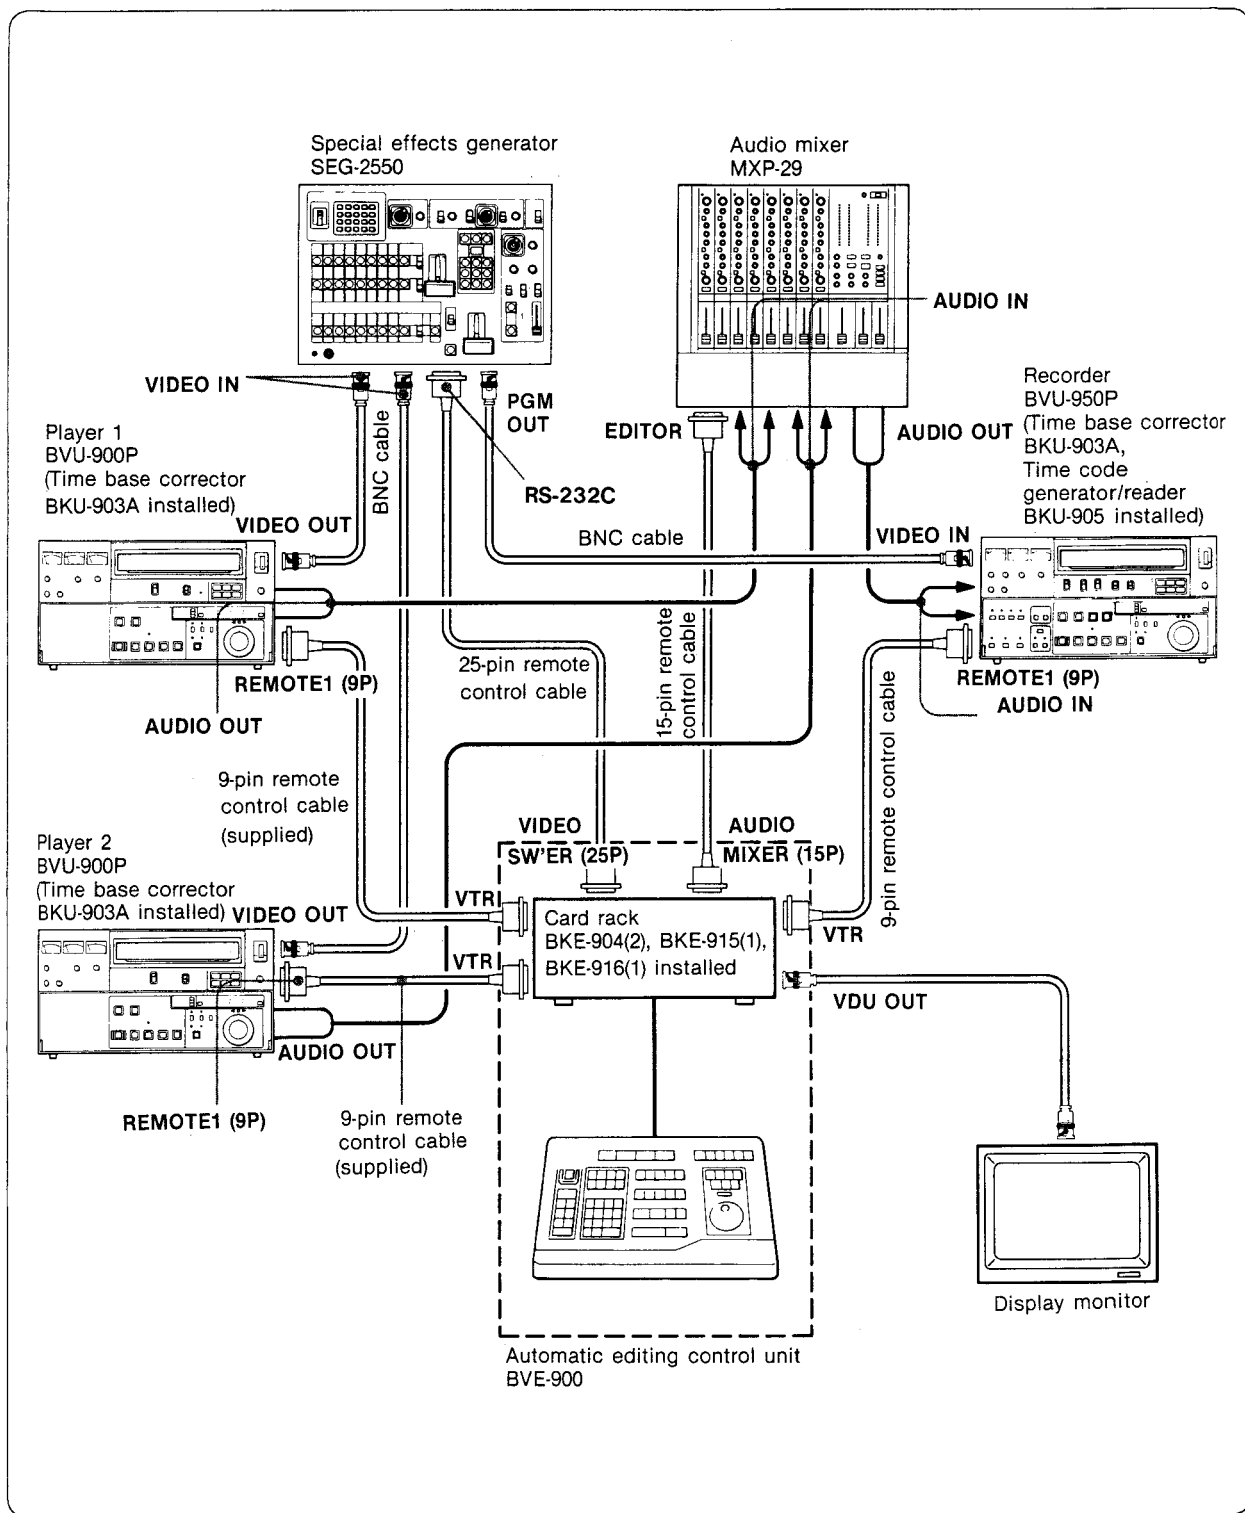 Special effects generator
SEG-2550
Audio mixer
MXP-29
AUDIO IN
VIDEO IN
PGM
OUT
BNC cable
EDITOR
AUDIO OUT
RS-232C
Recorder
BVU-950P
(Time base corrector
BKU-903A,
Time code
generator/reader
BKU-905 installed)
Player 1
BVU-900P
(Time base corrector
BKU-903A installed)
VIDEO OUT
BNC cable
VIDEO IN
REMOTE1 (9P)
AUDIO OUT
25-pin remote
control cable
15-pin remote
control cable
REMOTE1 (9P)
AUDIO IN
9-pin remote control cable
9-pin remote
control cable
(supplied)
Player 2
BVU-900P
(Time base corrector
BKU-903A installed)
VIDEO OUT
VIDEO
SW'ER (25P)
AUDIO
MIXER (15P)
VTR
VTR
VTR
Card rack
BKE-904(2), BKE-915(1),
BKE-916(1) installed
VDU OUT
AUDIO OUT
REMOTE1 (9P)
9-pin remote
control cable
(supplied)
Display monitor
Automatic editing control unit
BVE-900